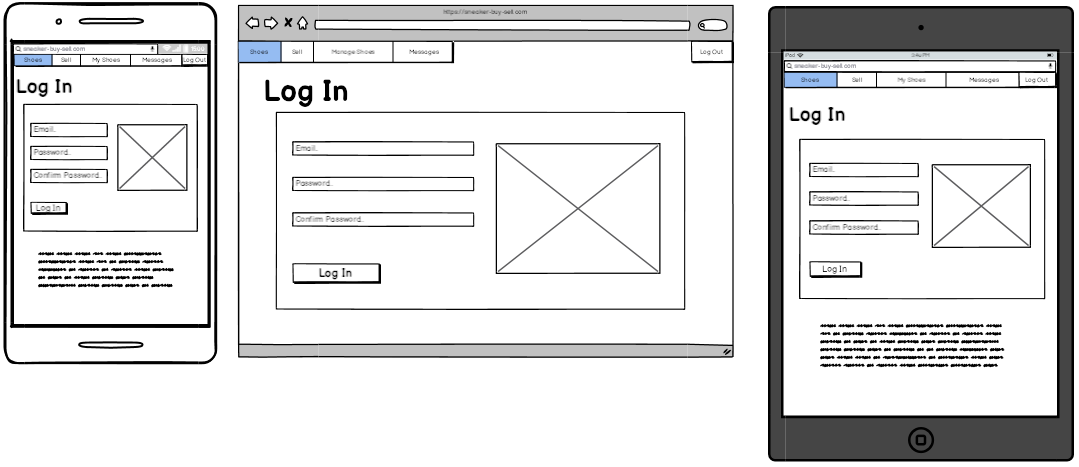 sneaker-buy-sell.com
Shoes Sell My Shoes Messages Log Out
Log In
Email.
Password.
Confirm Password.
Log In
https://sneaker-buy-sell.com
Shoes Sell Manage Shoes Messages Log Out
Log In
Email.
Password.
Confirm Password.
Log In
iPad
sneaker-buy-sell.com
Shoes Sell My Shoes Messages Log Out
Log In
Email.
Password.
Confirm Password.
Log In